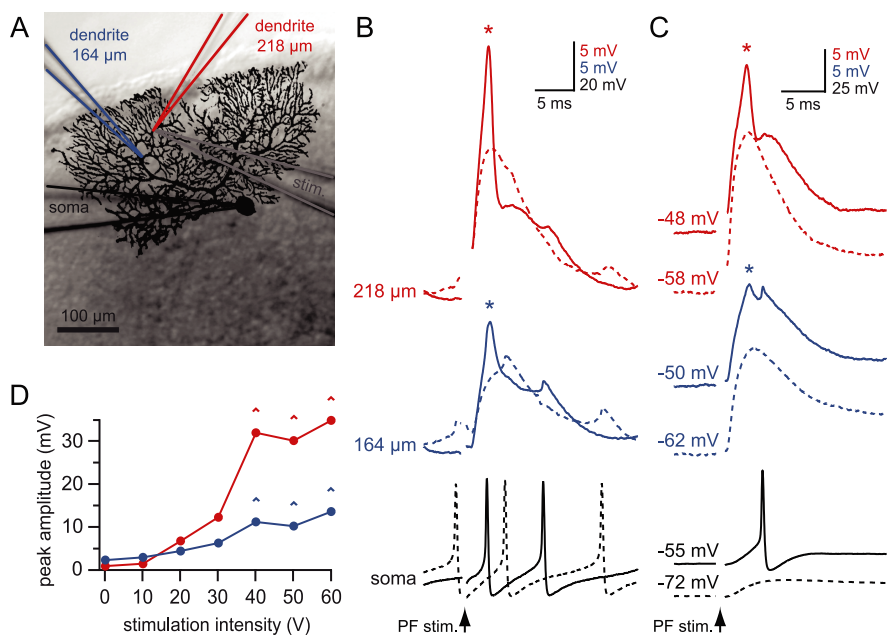 A
dendrite
164 µm
dendrite
218 µm
stim.
soma
100 µm
B
*
5 mV
5 mV
20 mV
5 ms
218 µm
*
164 µm
soma
PF stim.
C
*
5 mV
5 mV
25 mV
5 ms
-48 mV
-58 mV
*
-50 mV
-62 mV
-55 mV
-72 mV
PF stim.
D
peak amplitude (mV)
30
20
10
0
^ ^ ^
^ ^ ^
0 10 20 30 40 50 60
stimulation intensity (V)